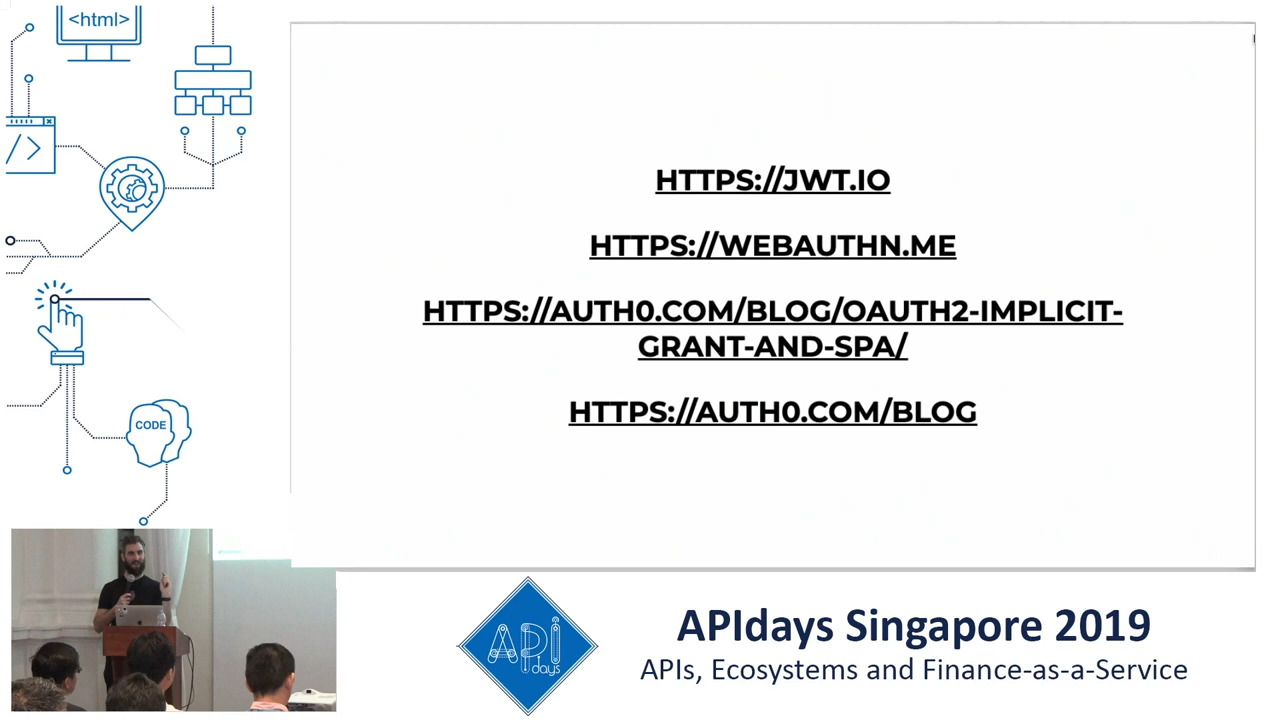 <html>
CODE
HTTPS://JWT.IO
HTTPS://WEBAUTHN.ME
HTTPS://AUTH0.COM/BLOG/OAUTH2-IMPLICIT-
GRANT-AND-SPA/
HTTPS://AUTH0.COM/BLOG
API
days
APIdays Singapore 2019
APIs, Ecosystems and Finance-as-a-Service